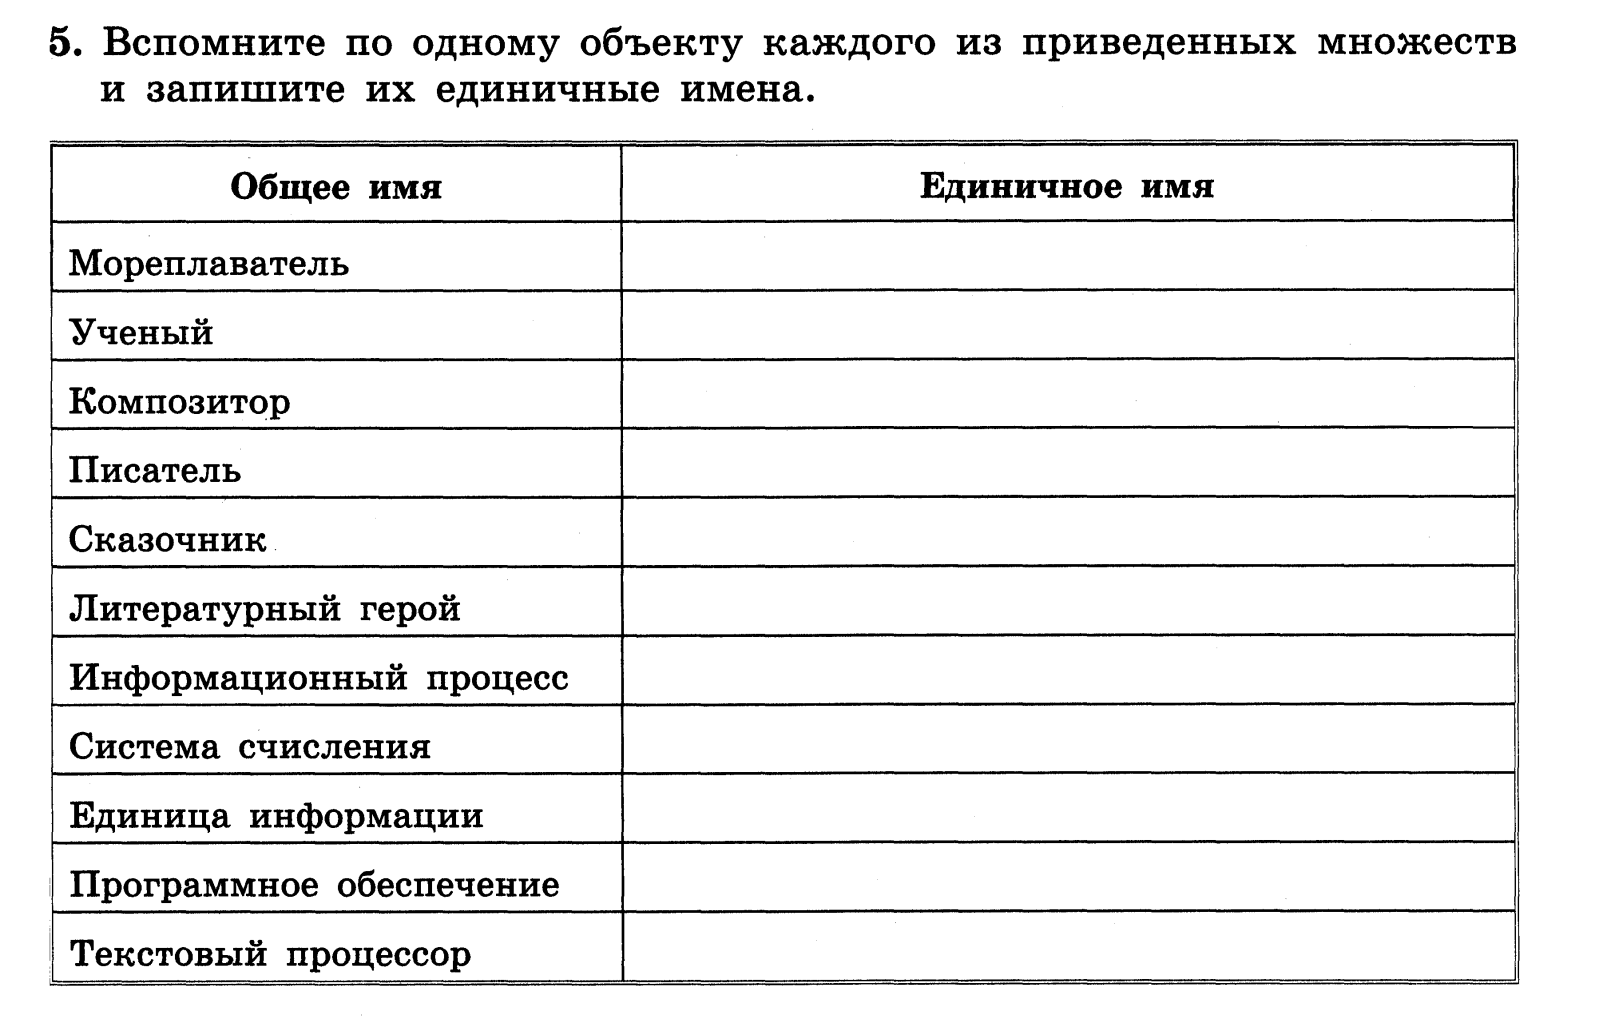 5. Вспомните по одному объекту каждого из приведенных множеств
и запишите их единичные имена.
Общее имя Единичное имя
Мореплаватель
Ученый
Композитор
Писатель
Сказочник
Литературный герой
Информационный процесс
Система счисления
Единица информации
Программное обеспечение
Текстовый процессор